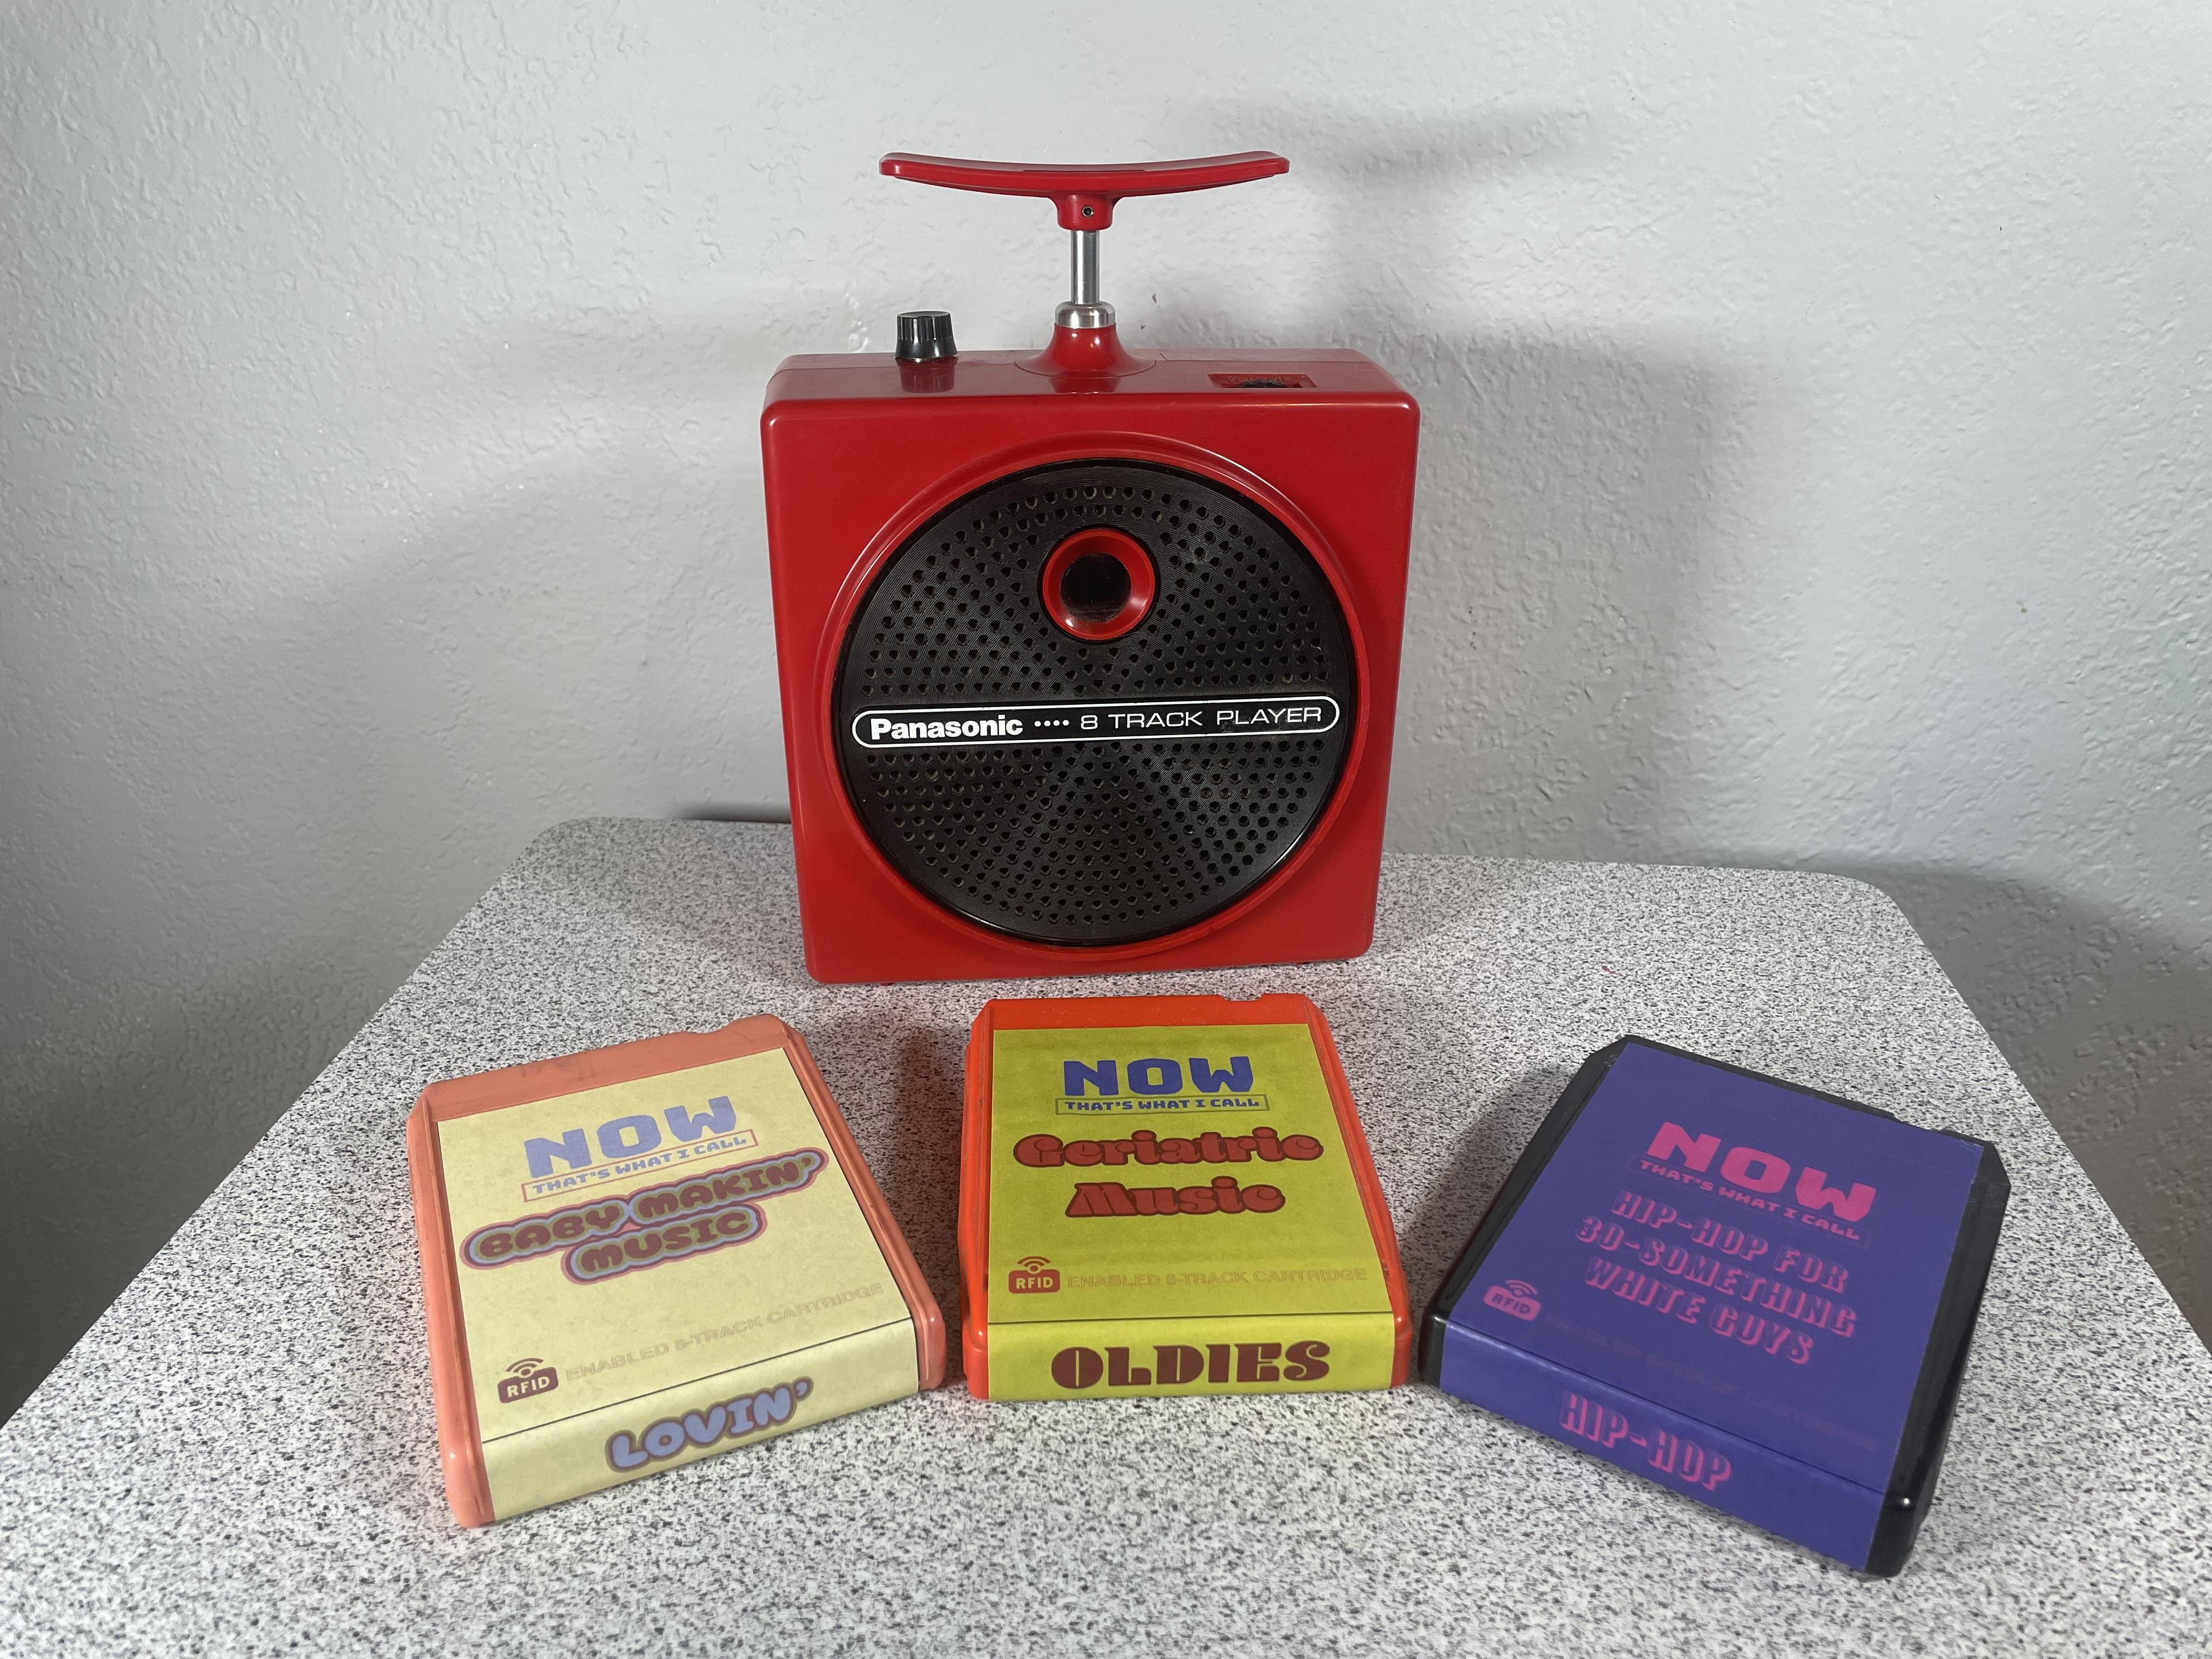 Panasonic •••• 8 TRACK PLAYER
NOW
THAT'S WHAT I CALL
BABY MAKIN'
MUSIC
RFID ENABLED 8-TRACK CARTRIDGE
LOVIN'
NOW
THAT'S WHAT I CALL
Geriatric
Music
RFID ENABLED 8-TRACK CARTRIDGE
OLDIES
NOW
THAT'S WHAT I CALL
HIP-HOP FOR
30-SOMETHING
WHITE GUYS
RFID
HIP-HOP